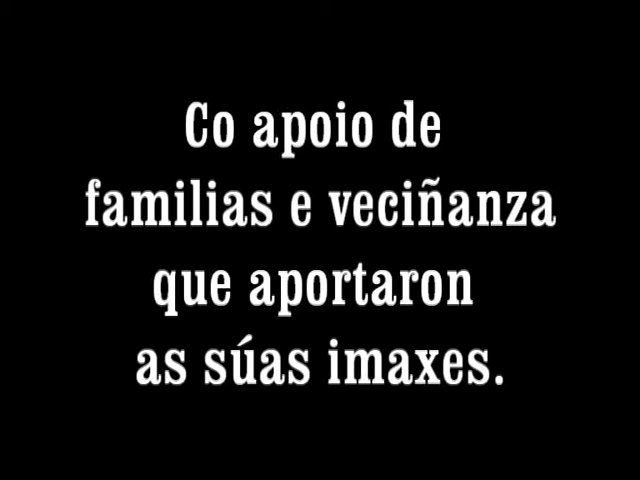 Co apoio de
familias e veciñanza
que aportaron
as súas imaxes.